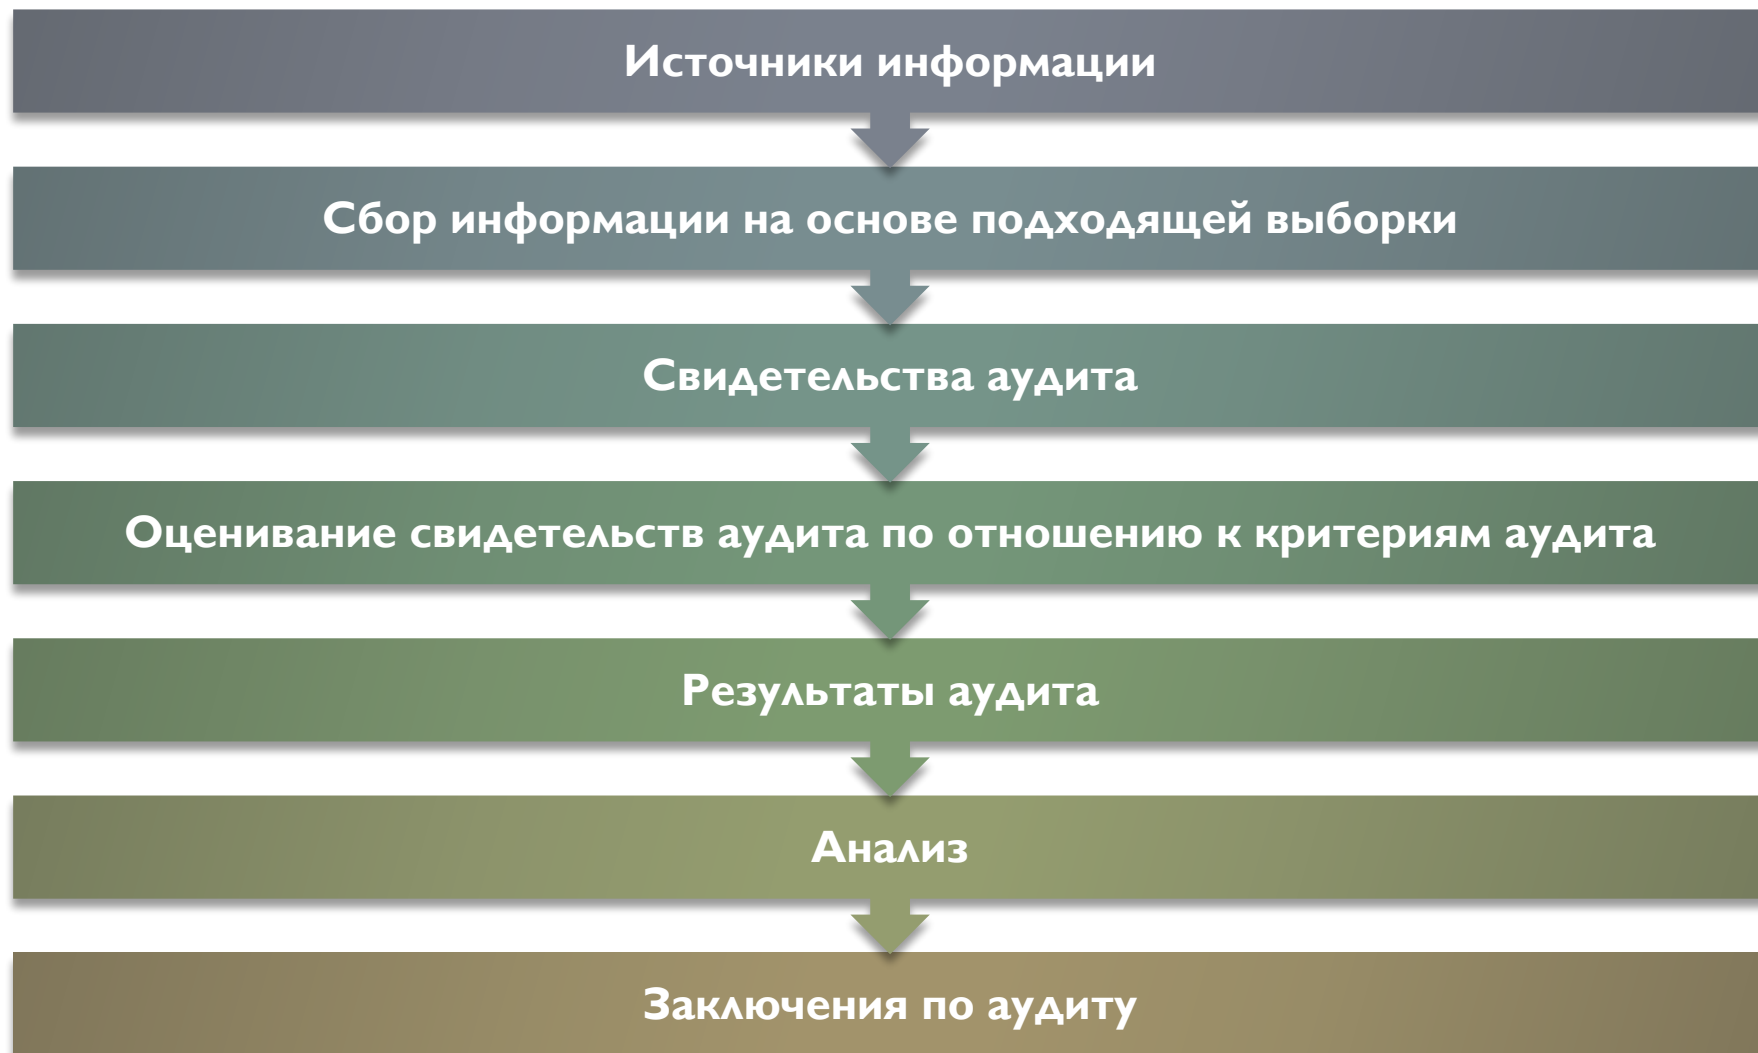 Источники информации
Сбор информации на основе подходящей выборки
Свидетельства аудита
Оценивание свидетельств аудита по отношению к критериям аудита
Результаты аудита
Анализ
Заключения по аудиту